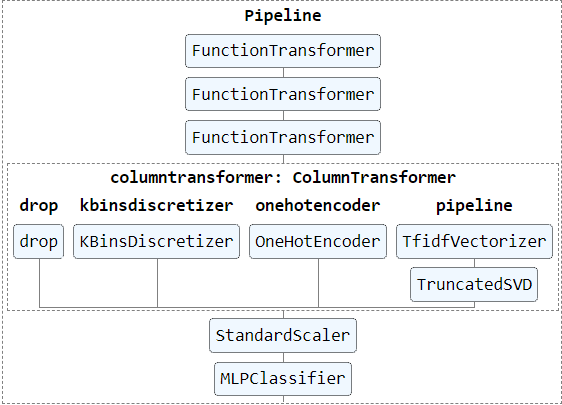 Pipeline
FunctionTransformer
FunctionTransformer
FunctionTransformer
columntransformer: ColumnTransformer
drop kbinsdiscretizer onehotencoder pipeline
drop KBinsDiscretizer OneHotEncoder TfidfVectorizer
TruncatedSVD
StandardScaler
MLPClassifier